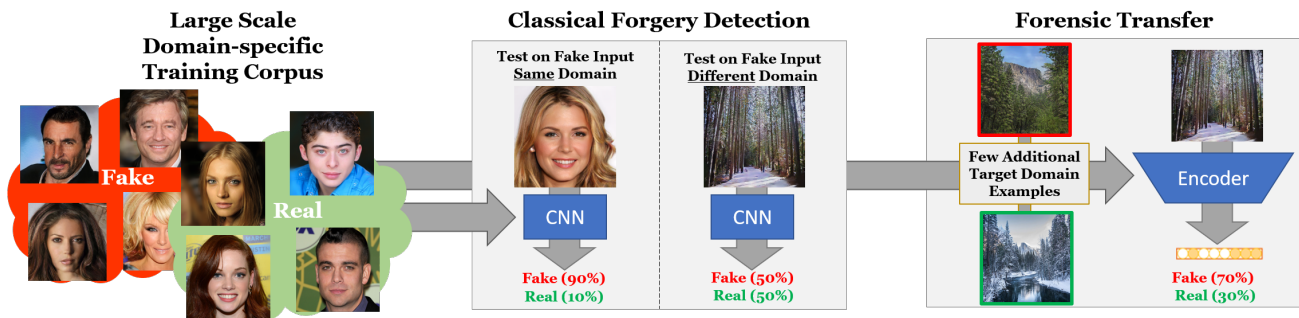 Large Scale
Domain-specific
Training Corpus
Fake
Real
Classical Forgery Detection
Test on Fake Input
Same Domain
CNN
Fake (90%)
Real (10%)
Test on Fake Input
Different Domain
CNN
Fake (50%)
Real (50%)
Forensic Transfer
Few Additional
Target Domain
Examples
Encoder
Fake (70%)
Real (30%)